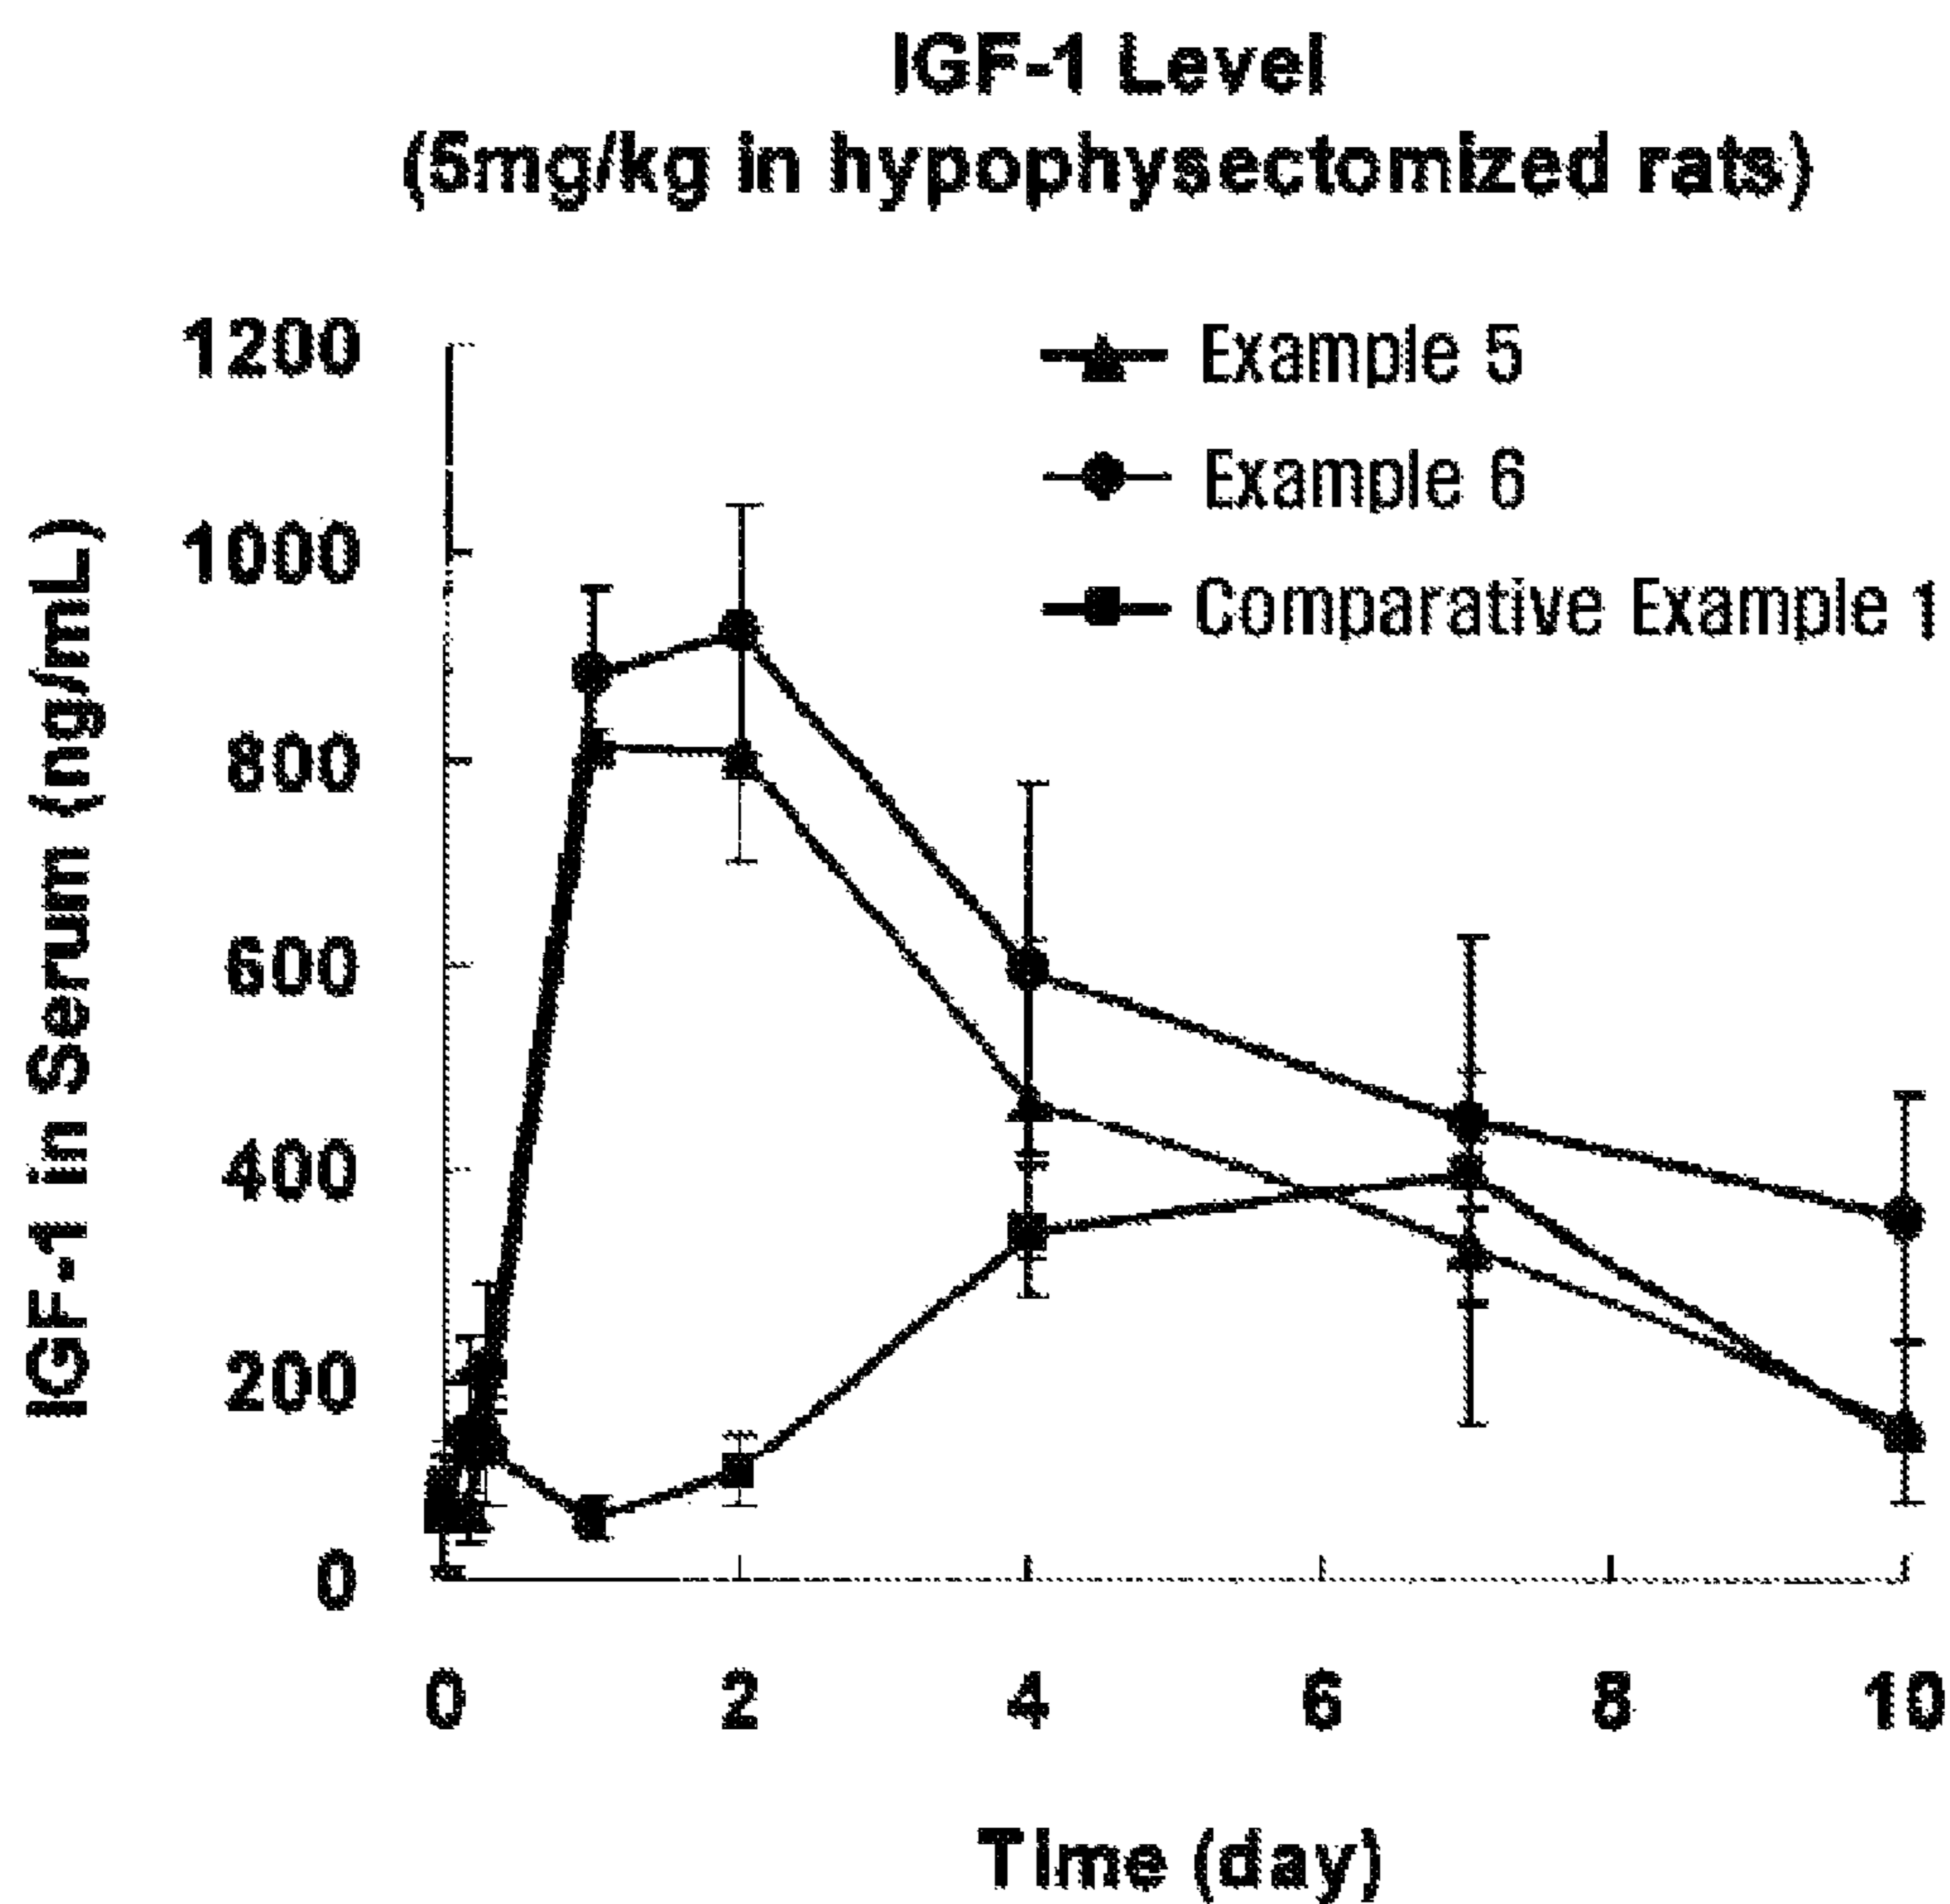 IGF-1 Level
(5mg/kg in hypophysectomized rats)
Example 5
Example 6
Comparative Example 1
IGF-1 in Serum (ng/mL)
1200
1000
800
600
400
200
0
0 2 4 6 8 10
Time (day)